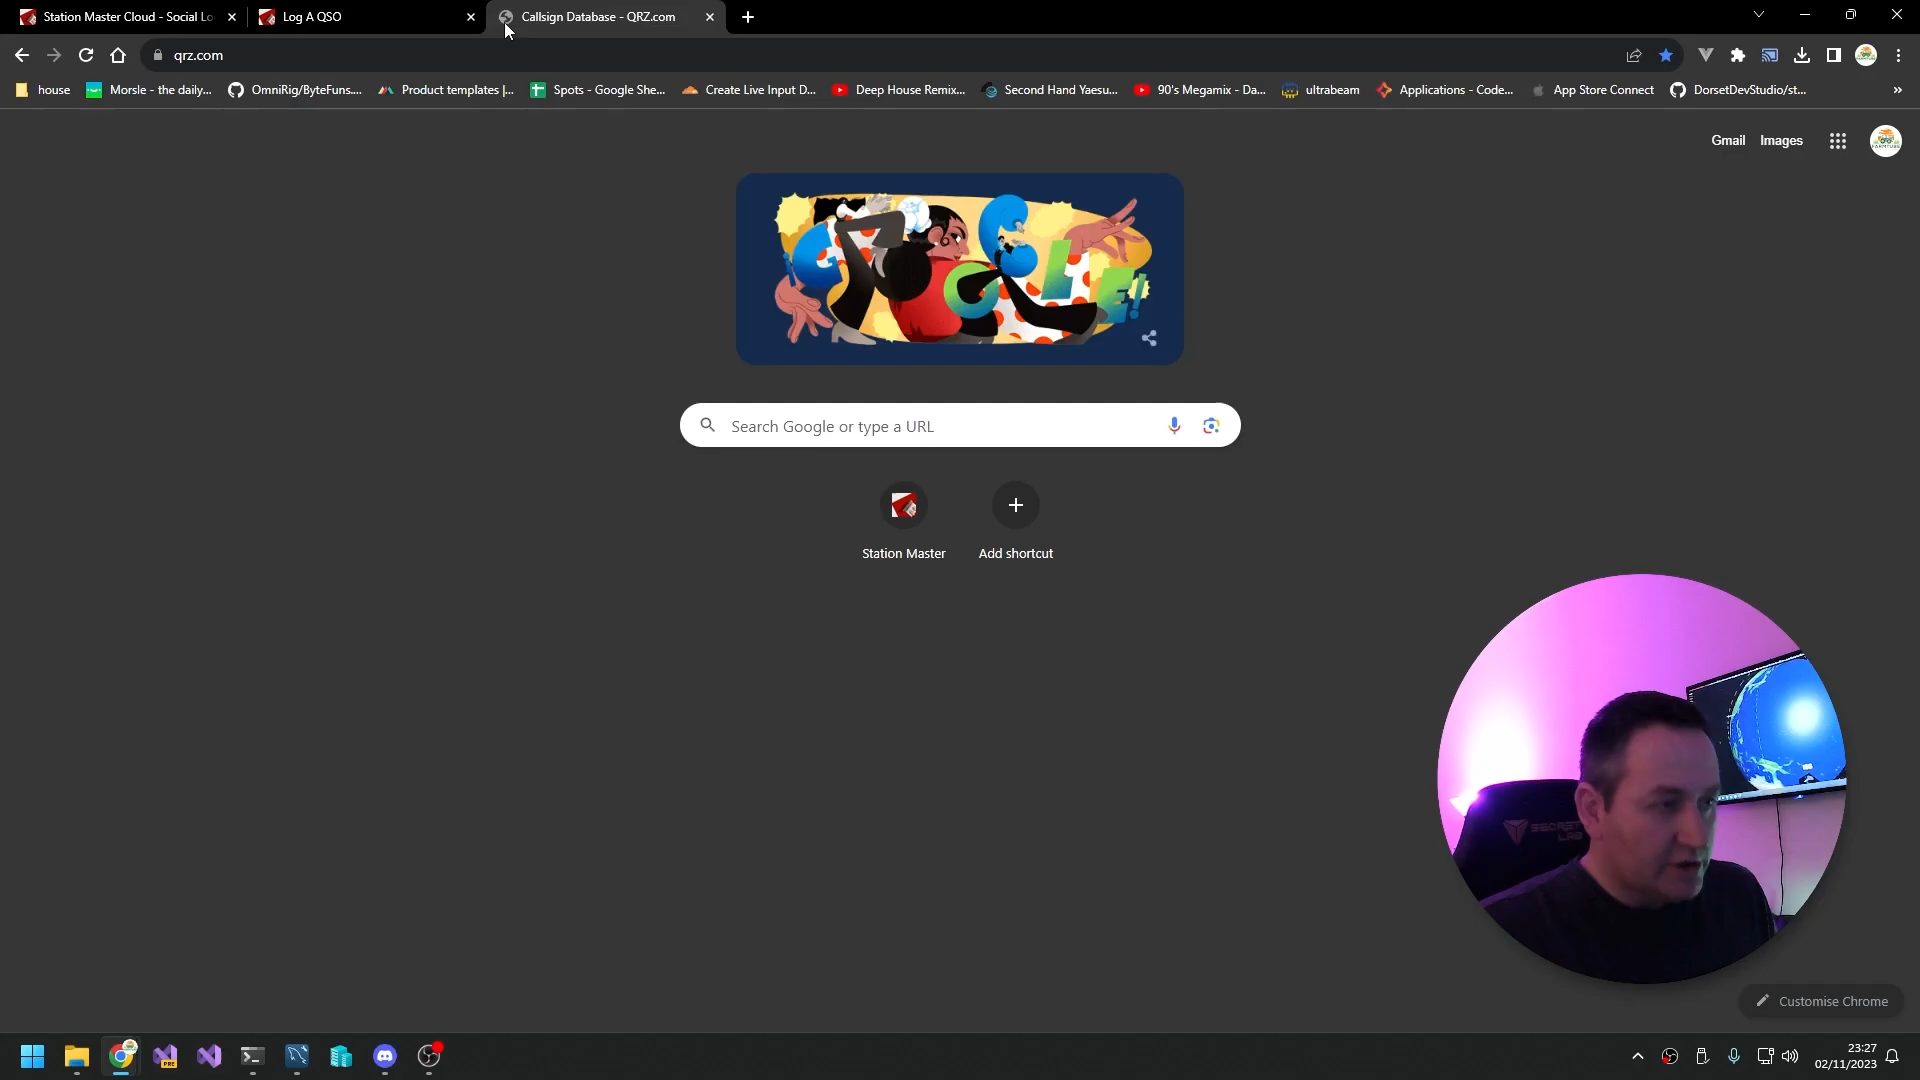 Station Master Cloud - Social Lo
Log A QSO
Callsign Database - QRZ.com
qrz.com
house
Morsle - the daily...
OmniRig/ByteFuns....
Product templates |...
Spots - Google She...
Create Live Input D...
Deep House Remix...
Second Hand Yaesu...
90's Megamix - Da...
ultrabeam
Applications - Code...
App Store Connect
DorsetDevStudio/st...
»
Gmail
Images
Search Google or type a URL
Station Master
Add shortcut
SECRET
LAB
Customise Chrome
PRE
23:27
02/11/2023